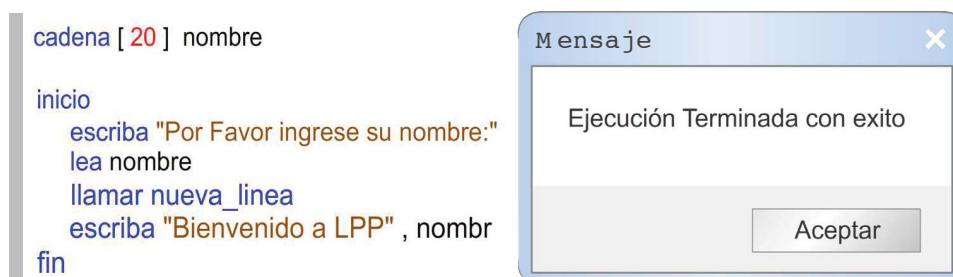 cadena [ 20 ] nombre
inicio
escriba "Por Favor ingrese su nombre:"
lea nombre
llamar nueva_linea
escriba "Bienvenido a LPP" , nombr
fin
Mensaje
Ejecución Terminada con exito
Aceptar